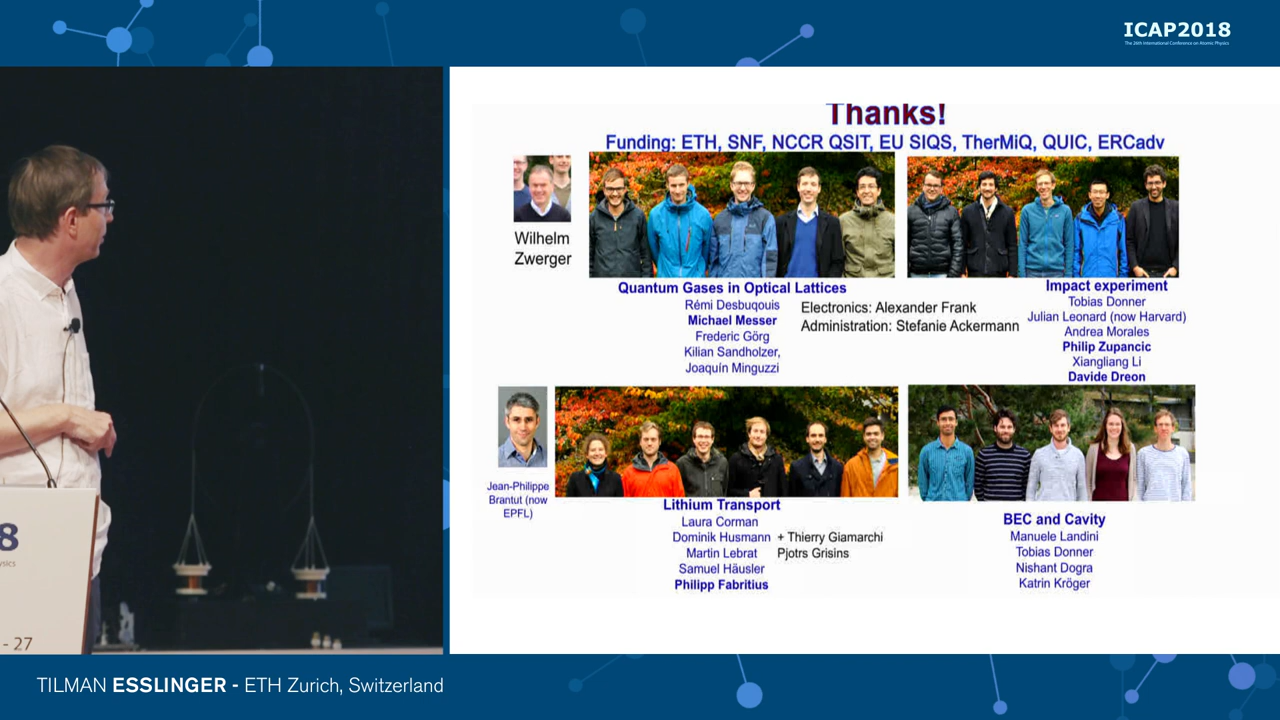 ICAP2018
The 26th International Conference on Atomic Physics
Thanks!
Funding: ETH, SNF, NCCR QSIT, EU SIQS, TherMiQ, QUIC, ERCadv
Wilhelm
Zwerger
Quantum Gases in Optical Lattices
Rémi Desbuqouis
Michael Messer
Frederic Görg
Kilian Sandholzer,
Joaquín Minguzzi
Electronics: Alexander Frank
Administration: Stefanie Ackermann
Impact experiment
Tobias Donner
Julian Leonard (now Harvard)
Andrea Morales
Philip Zupancic
Xiangliang Li
Davide Dreon
Jean-Philippe
Brantut (now
EPFL)
Lithium Transport
Laura Corman
Dominik Husmann
Martin Lebrat
Samuel Häusler
Philipp Fabritius
+ Thierry Giamarchi
Pjotrs Grisins
BEC and Cavity
Manuele Landini
Tobias Donner
Nishant Dogra
Katrin Kröger
8
ysics
- 27
TILMAN ESSLINGER - ETH Zurich, Switzerland